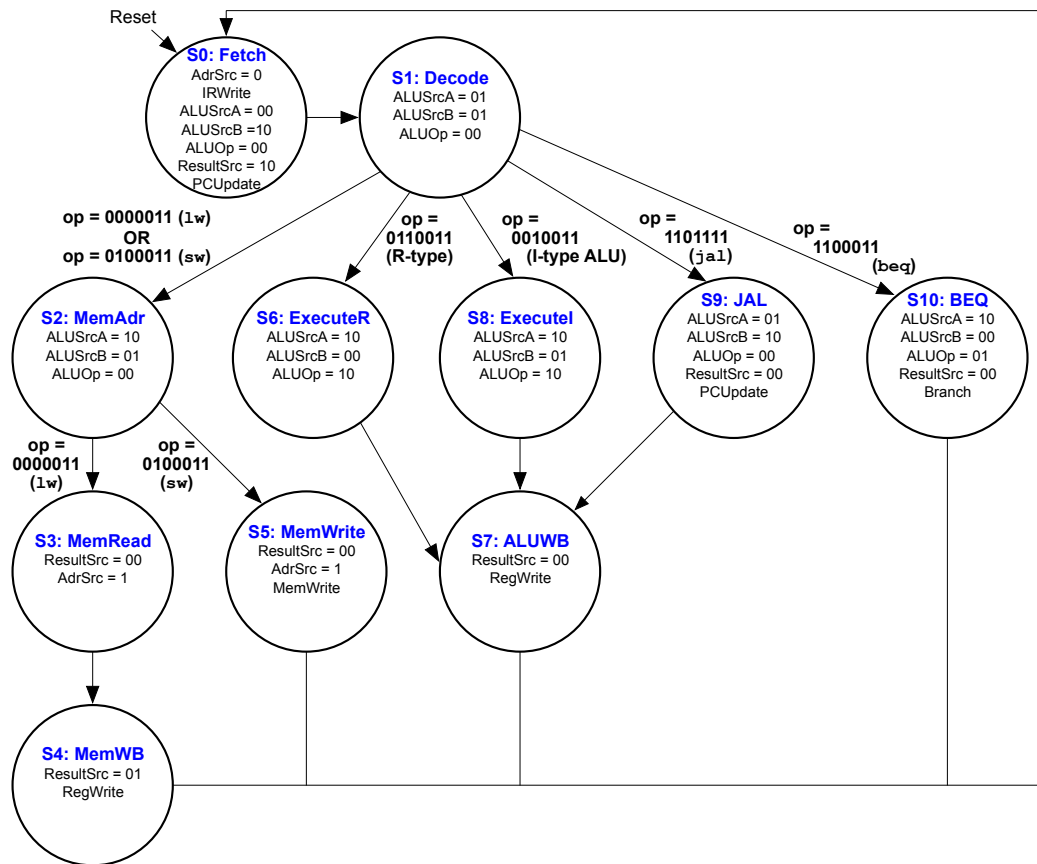 Reset
S0: Fetch
AdrSrc = 0
IRWrite
ALUSrcA = 00
ALUSrcB =10
ALUOp = 00
ResultSrc = 10
PCUpdate
S1: Decode
ALUSrcA = 01
ALUSrcB = 01
ALUOp = 00
op = 0000011 (lw)
OR
op = 0100011 (sw)
op =
0110011
(R-type)
op =
0010011
(I-type ALU)
op =
1101111
(jal)
op =
1100011
(beq)
S2: MemAdr
ALUSrcA = 10
ALUSrcB = 01
ALUOp = 00
S6: ExecuteR
ALUSrcA = 10
ALUSrcB = 00
ALUOp = 10
S8: ExecuteI
ALUSrcA = 10
ALUSrcB = 01
ALUOp = 10
S9: JAL
ALUSrcA = 01
ALUSrcB = 10
ALUOp = 00
ResultSrc = 00
PCUpdate
S10: BEQ
ALUSrcA = 10
ALUSrcB = 00
ALUOp = 01
ResultSrc = 00
Branch
op =
0000011
(lw)
op =
0100011
(sw)
S3: MemRead
ResultSrc = 00
AdrSrc = 1
S5: MemWrite
ResultSrc = 00
AdrSrc = 1
MemWrite
S7: ALUWB
ResultSrc = 00
RegWrite
S4: MemWB
ResultSrc = 01
RegWrite